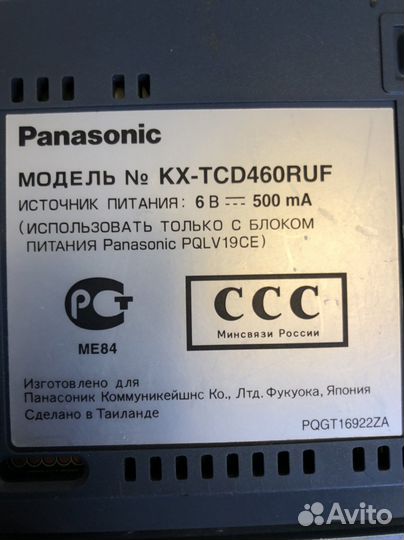 Panasonic
МОДЕЛЬ № KX-TCD460RUF
ИСТОЧНИК ПИТАНИЯ: 6 В ⎓ 500 mA
(ИСПОЛЬЗОВАТЬ ТОЛЬКО С БЛОКОМ
ПИТАНИЯ Panasonic PQLV19CE)
РСТ
ME84
ССС
Минсвязи России
Изготовлено для
Панасоник Коммуникейшнс Ко., Лтд. Фукуока, Япония
Сделано в Таиланде
PQGT16922ZA
Avito